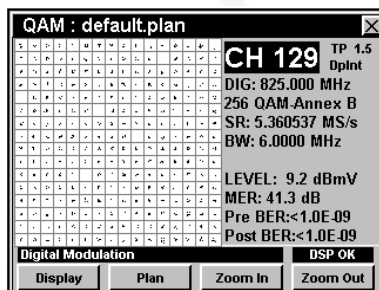 QAM : default.plan
CH 129
TP 1.5
DpInt
DIG: 825.000 MHz
256 QAM-Annex B
SR: 5.360537 MS/s
BW: 6.0000 MHz
LEVEL: 9.2 dBmV
MER: 41.3 dB
Pre BER:<1.0E-09
Post BER:<1.0E-09
Digital Modulation
DSP OK
Display
Plan
Zoom In
Zoom Out